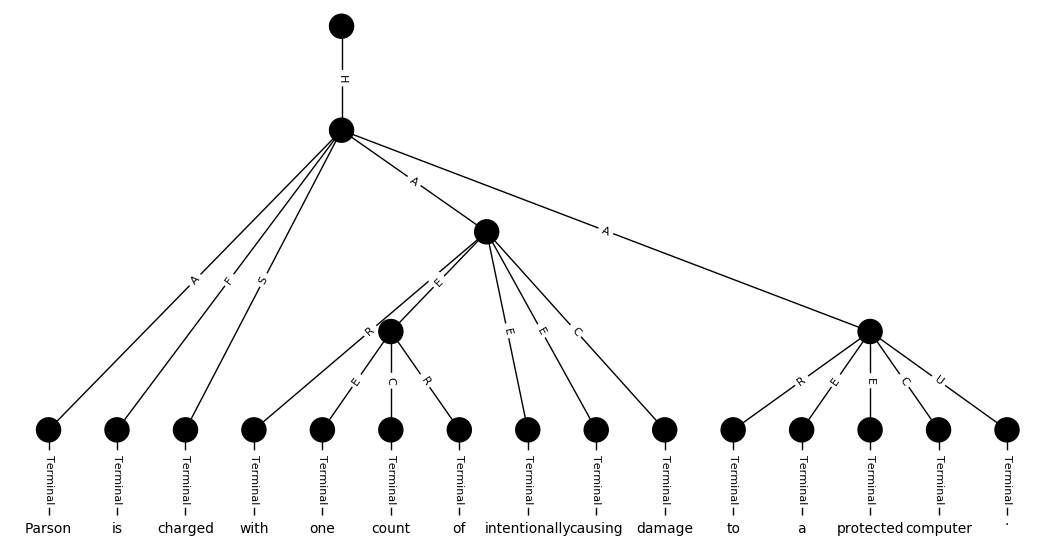 H
A
A
A F S
E
R E E C
E C R
R E E C U
Terminal Terminal Terminal Terminal Terminal Terminal Terminal Terminal Terminal Terminal Terminal Terminal Terminal Terminal Terminal
Parson is charged with one count of intentionally causing damage to a protected computer .